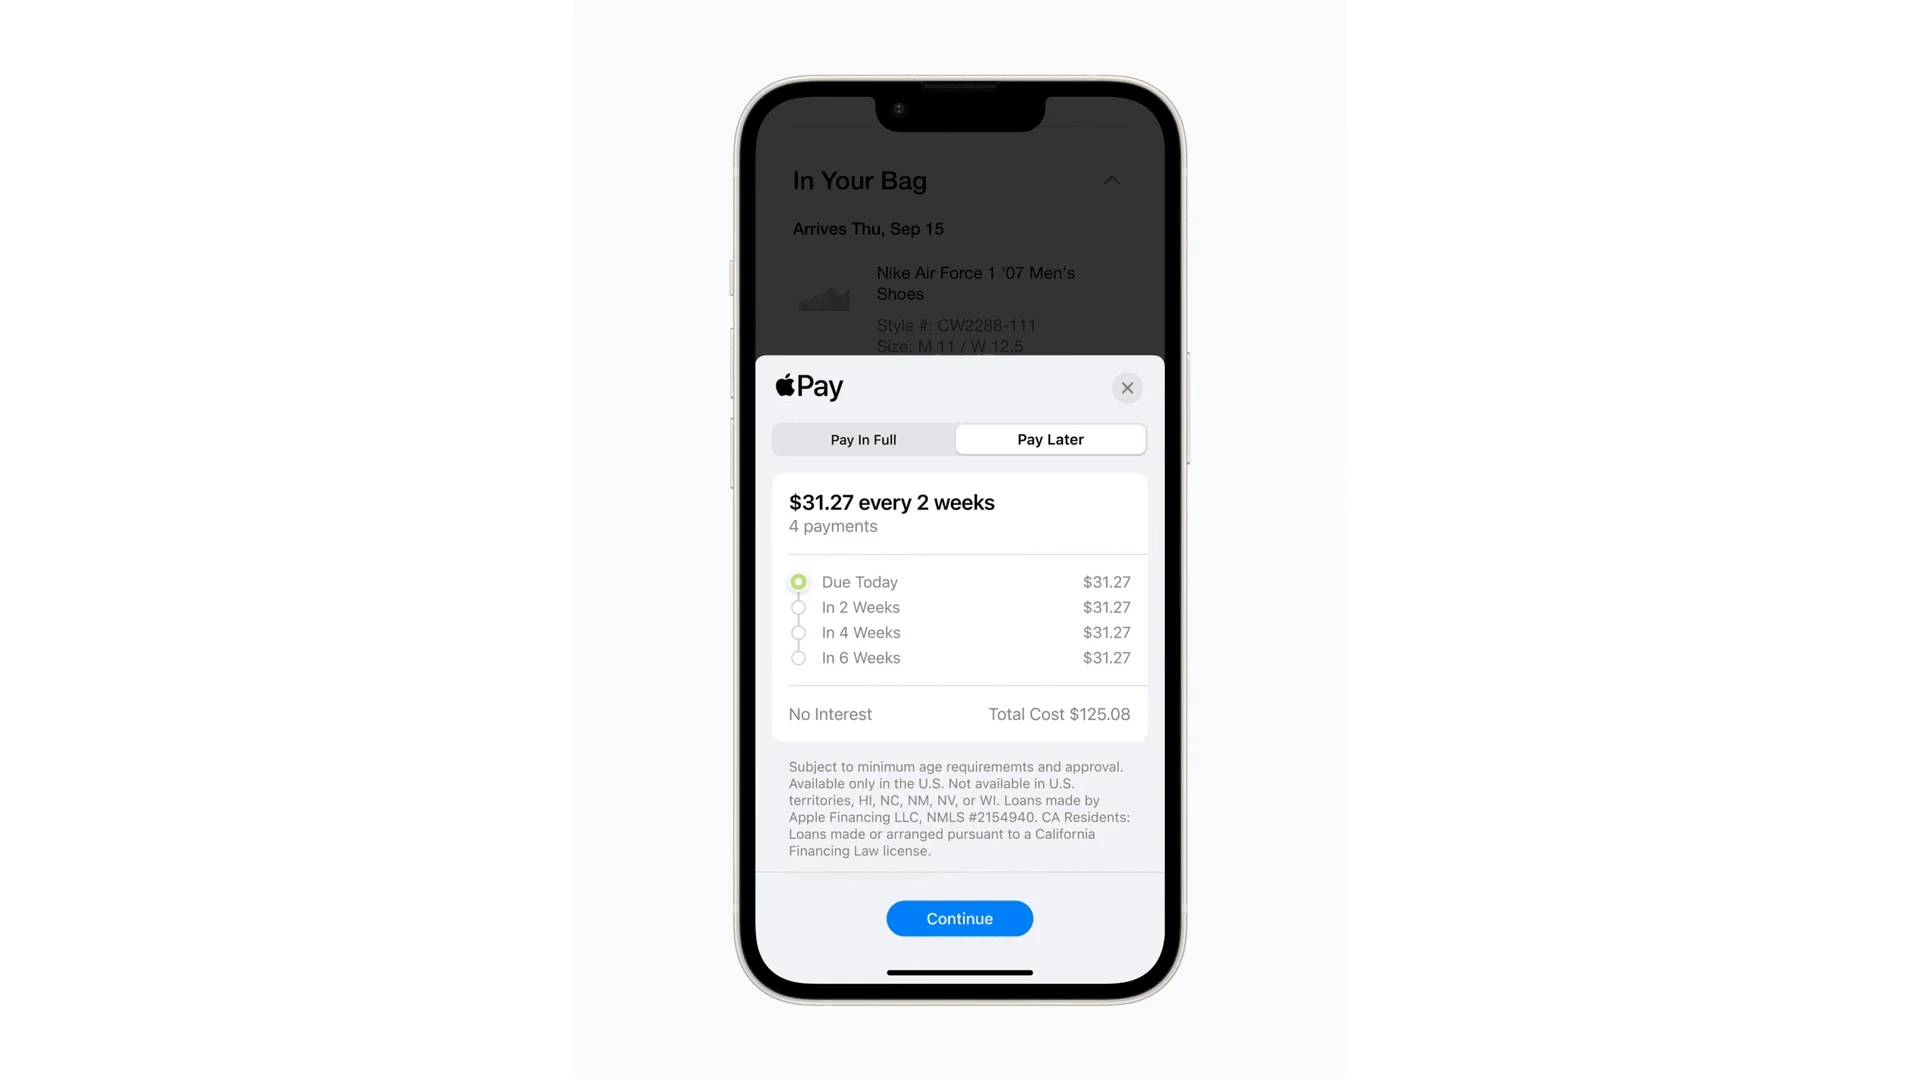 In Your Bag
Arrives Thu, Sep 15
Nike Air Force 1 '07 Men's
Shoes
Style #: CW2288-111
Size: M 11 / W 12.5
Pay
Pay In Full
Pay Later
$31.27 every 2 weeks
4 payments
Due Today $31.27
In 2 Weeks $31.27
In 4 Weeks $31.27
In 6 Weeks $31.27
No Interest Total Cost $125.08
Subject to minimum age requirememts and approval.
Available only in the U.S. Not available in U.S.
territories, HI, NC, NM, NV, or WI. Loans made by
Apple Financing LLC, NMLS #2154940. CA Residents:
Loans made or arranged pursuant to a California
Financing Law license.
Continue